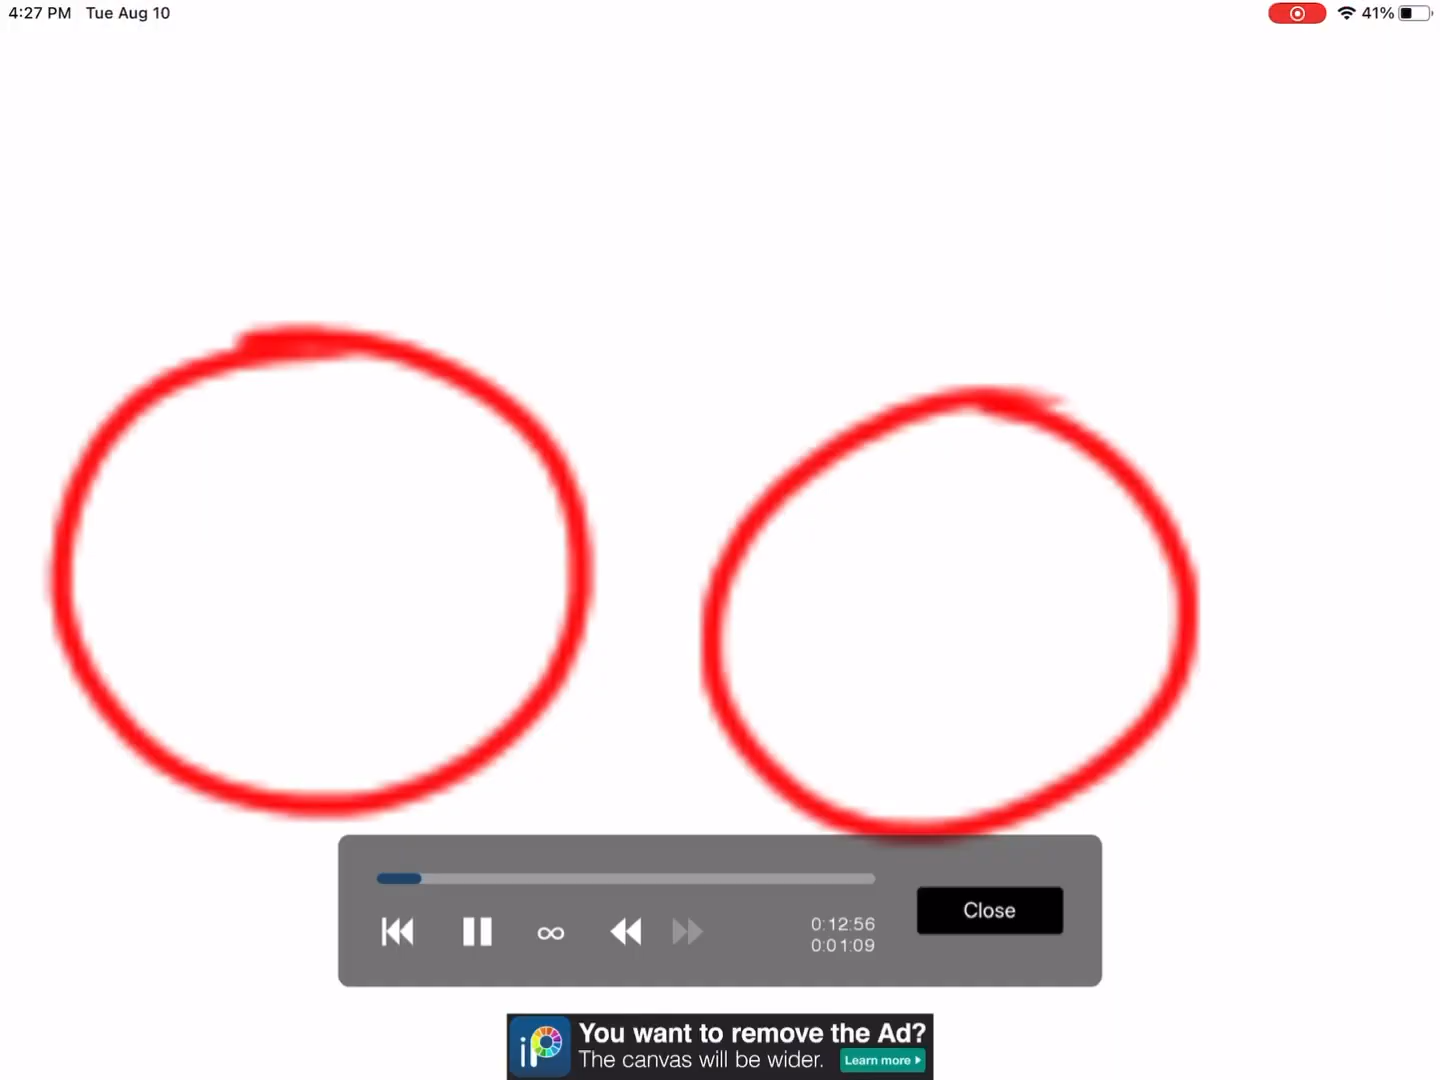 4:27 PM Tue Aug 10 41%
0:12:56
0:01:09
Close
iP
You want to remove the Ad?
The canvas will be wider. Learn more